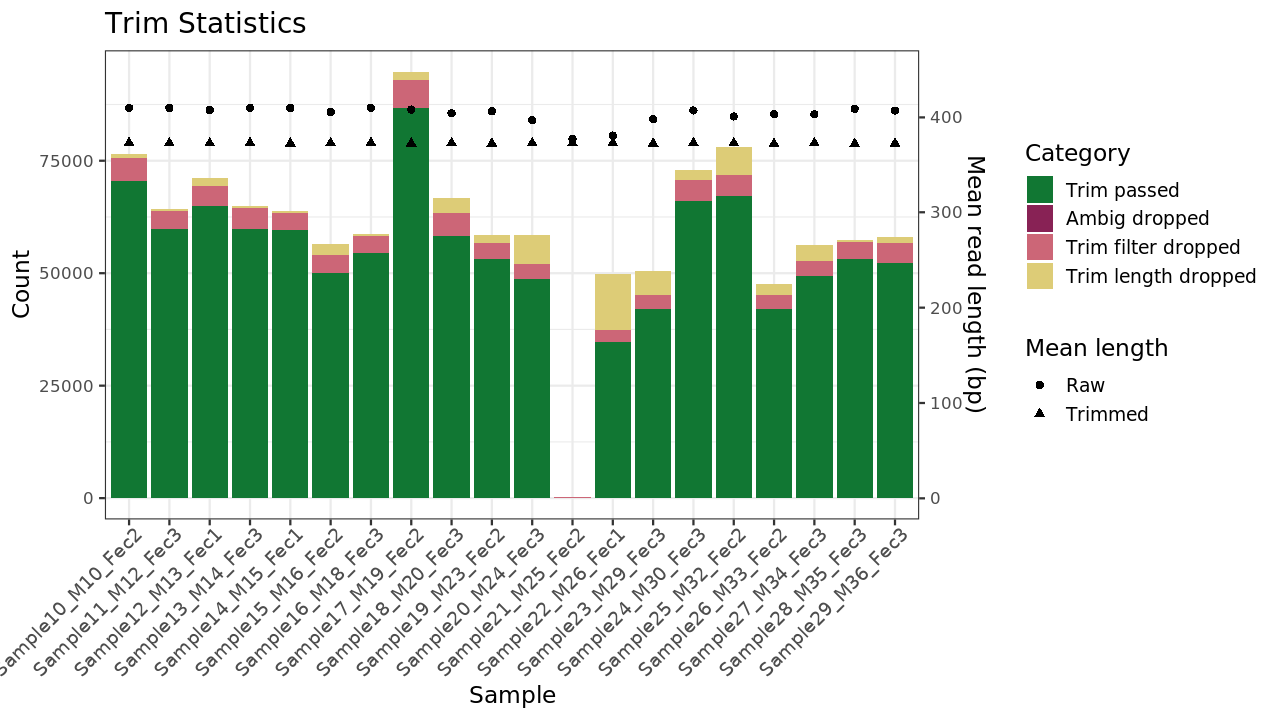 Trim Statistics
Count
75000
50000
25000
0
400
300
200
100
0
Mean read length (bp)
Sample10_M10_Fec2
Sample11_M12_Fec3
Sample12_M13_Fec1
Sample13_M14_Fec3
Sample14_M15_Fec1
Sample15_M16_Fec2
Sample16_M18_Fec3
Sample17_M19_Fec2
Sample18_M20_Fec3
Sample19_M23_Fec2
Sample20_M24_Fec3
Sample21_M25_Fec2
Sample22_M26_Fec1
Sample23_M29_Fec3
Sample24_M30_Fec3
Sample25_M32_Fec2
Sample26_M33_Fec2
Sample27_M34_Fec3
Sample28_M35_Fec3
Sample29_M36_Fec3
Sample
Category
Trim passed
Ambig dropped
Trim filter dropped
Trim length dropped
Mean length
Raw
Trimmed